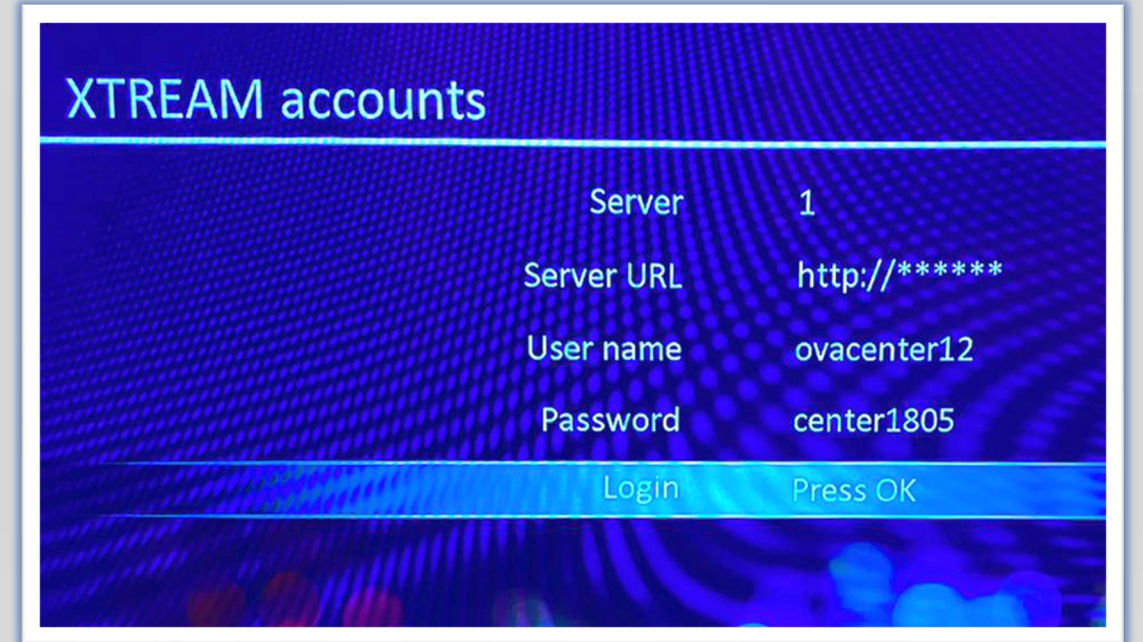 XTREAM accounts
Server 1
Server URL http://******
User name ovacenter12
Password center1805
Login Press OK